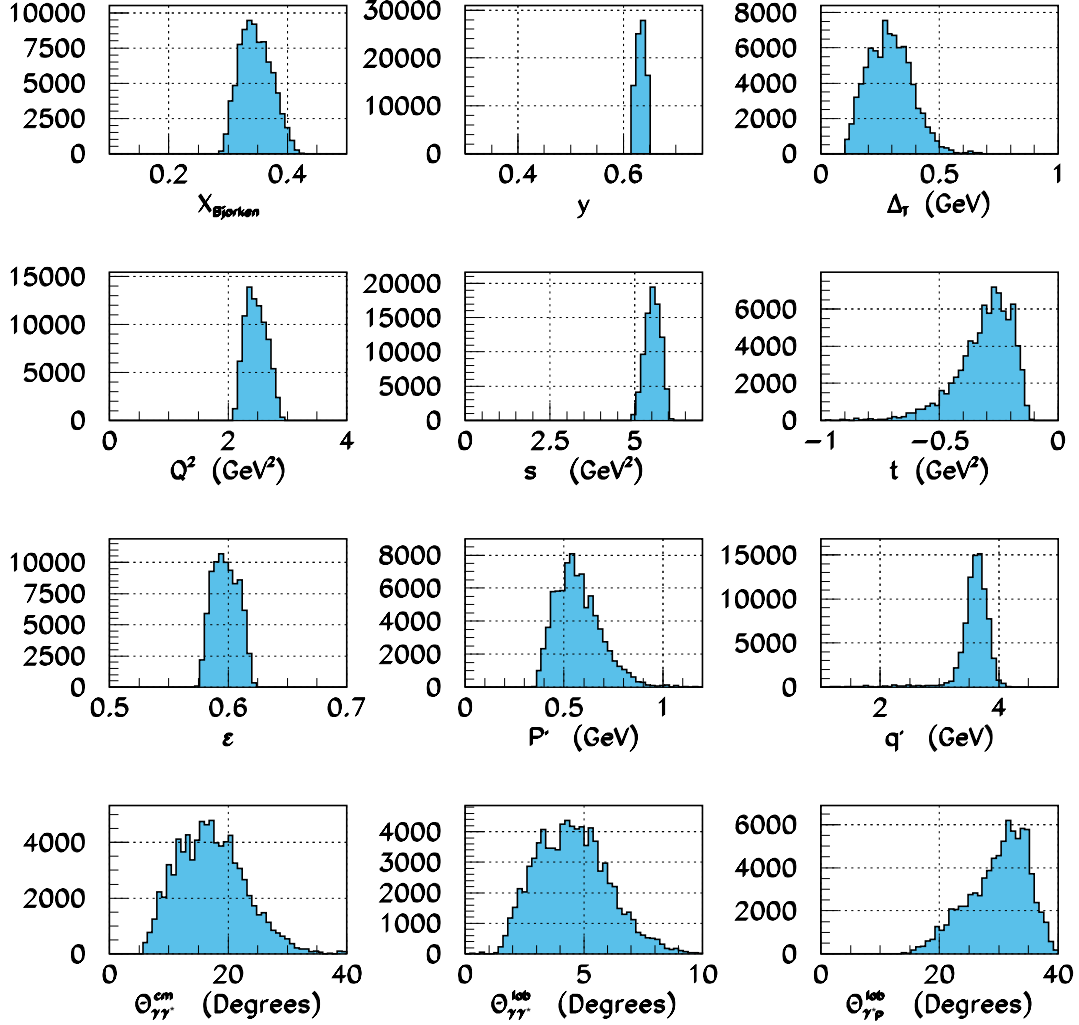 10000
7500
5000
2500
0
0.2 0.4
X_Bjorken
30000
20000
10000
0
0.4 0.6
y
8000
6000
4000
2000
0
0 0.5 1
Δ_T (GeV)
15000
10000
5000
0
0 2 4
Q² (GeV²)
20000
15000
10000
5000
0
0 2.5 5
s (GeV²)
6000
4000
2000
0
−1 −0.5 0
t (GeV²)
10000
7500
5000
2500
0
0.5 0.6 0.7
ε
8000
6000
4000
2000
0
0 0.5 1
P' (GeV)
15000
10000
5000
0
2 4
q' (GeV)
4000
2000
0
0 20 40
Θ^cm_γγ* (Degrees)
4000
3000
2000
1000
0
0 5 10
Θ^lab_γγ* (Degrees)
6000
4000
2000
0
0 20 40
Θ^lab_γ*p (Degrees)